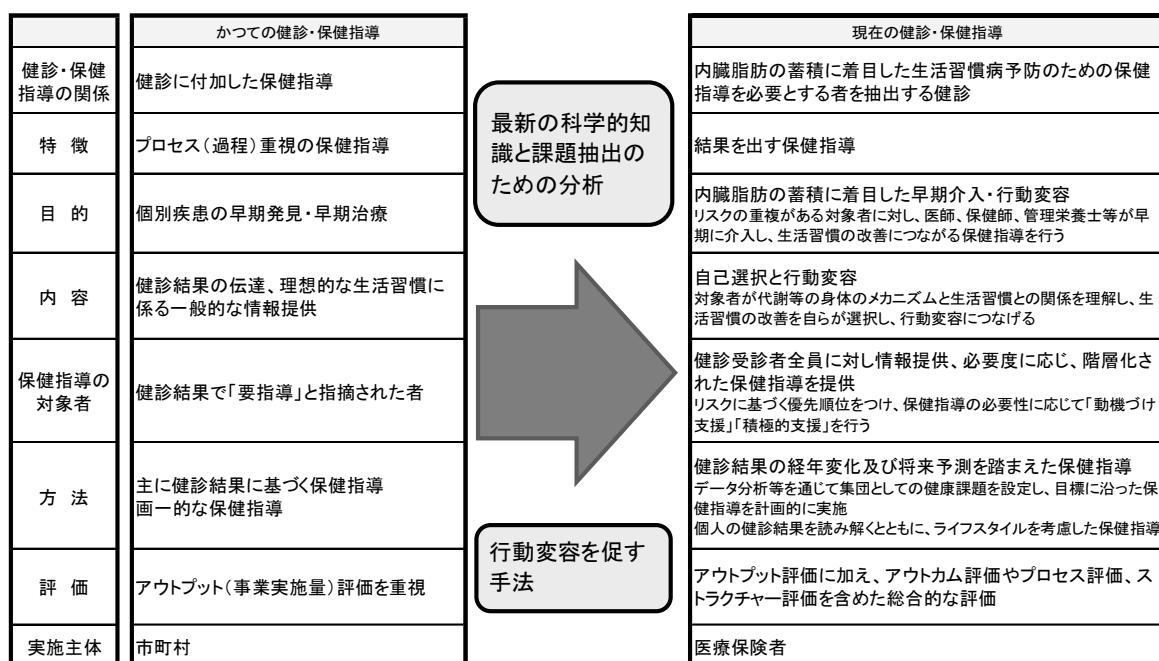 かつての健診・保健指導
現在の健診・保健指導
健診・保健
指導の関係
健診に付加した保健指導
内臓脂肪の蓄積に着目した生活習慣病予防のための保健
指導を必要とする者を抽出する健診
特 徴
プロセス(過程)重視の保健指導
結果を出す保健指導
目 的
個別疾患の早期発見・早期治療
内臓脂肪の蓄積に着目した早期介入・行動変容
リスクの重複がある対象者に対し、医師、保健師、管理栄養士等が早
期に介入し、生活習慣の改善につながる保健指導を行う
内 容
健診結果の伝達、理想的な生活習慣に
係る一般的な情報提供
自己選択と行動変容
対象者が代謝等の身体のメカニズムと生活習慣との関係を理解し、生
活習慣の改善を自らが選択し、行動変容につなげる
保健指導の
対象者
健診結果で「要指導」と指摘された者
健診受診者全員に対し情報提供、必要度に応じ、階層化さ
れた保健指導を提供
リスクに基づく優先順位をつけ、保健指導の必要性に応じて「動機づけ
支援」「積極的支援」を行う
方 法
主に健診結果に基づく保健指導
画一的な保健指導
健診結果の経年変化及び将来予測を踏まえた保健指導
データ分析等を通じて集団としての健康課題を設定し、目標に沿った保
健指導を計画的に実施
個人の健診結果を読み解くとともに、ライフスタイルを考慮した保健指導
評 価
アウトプット(事業実施量)評価を重視
アウトプット評価に加え、アウトカム評価やプロセス評価、ス
トラクチャー評価を含めた総合的な評価
実施主体
市町村
医療保険者
最新の科学的知
識と課題抽出の
ための分析
行動変容を促す
手法